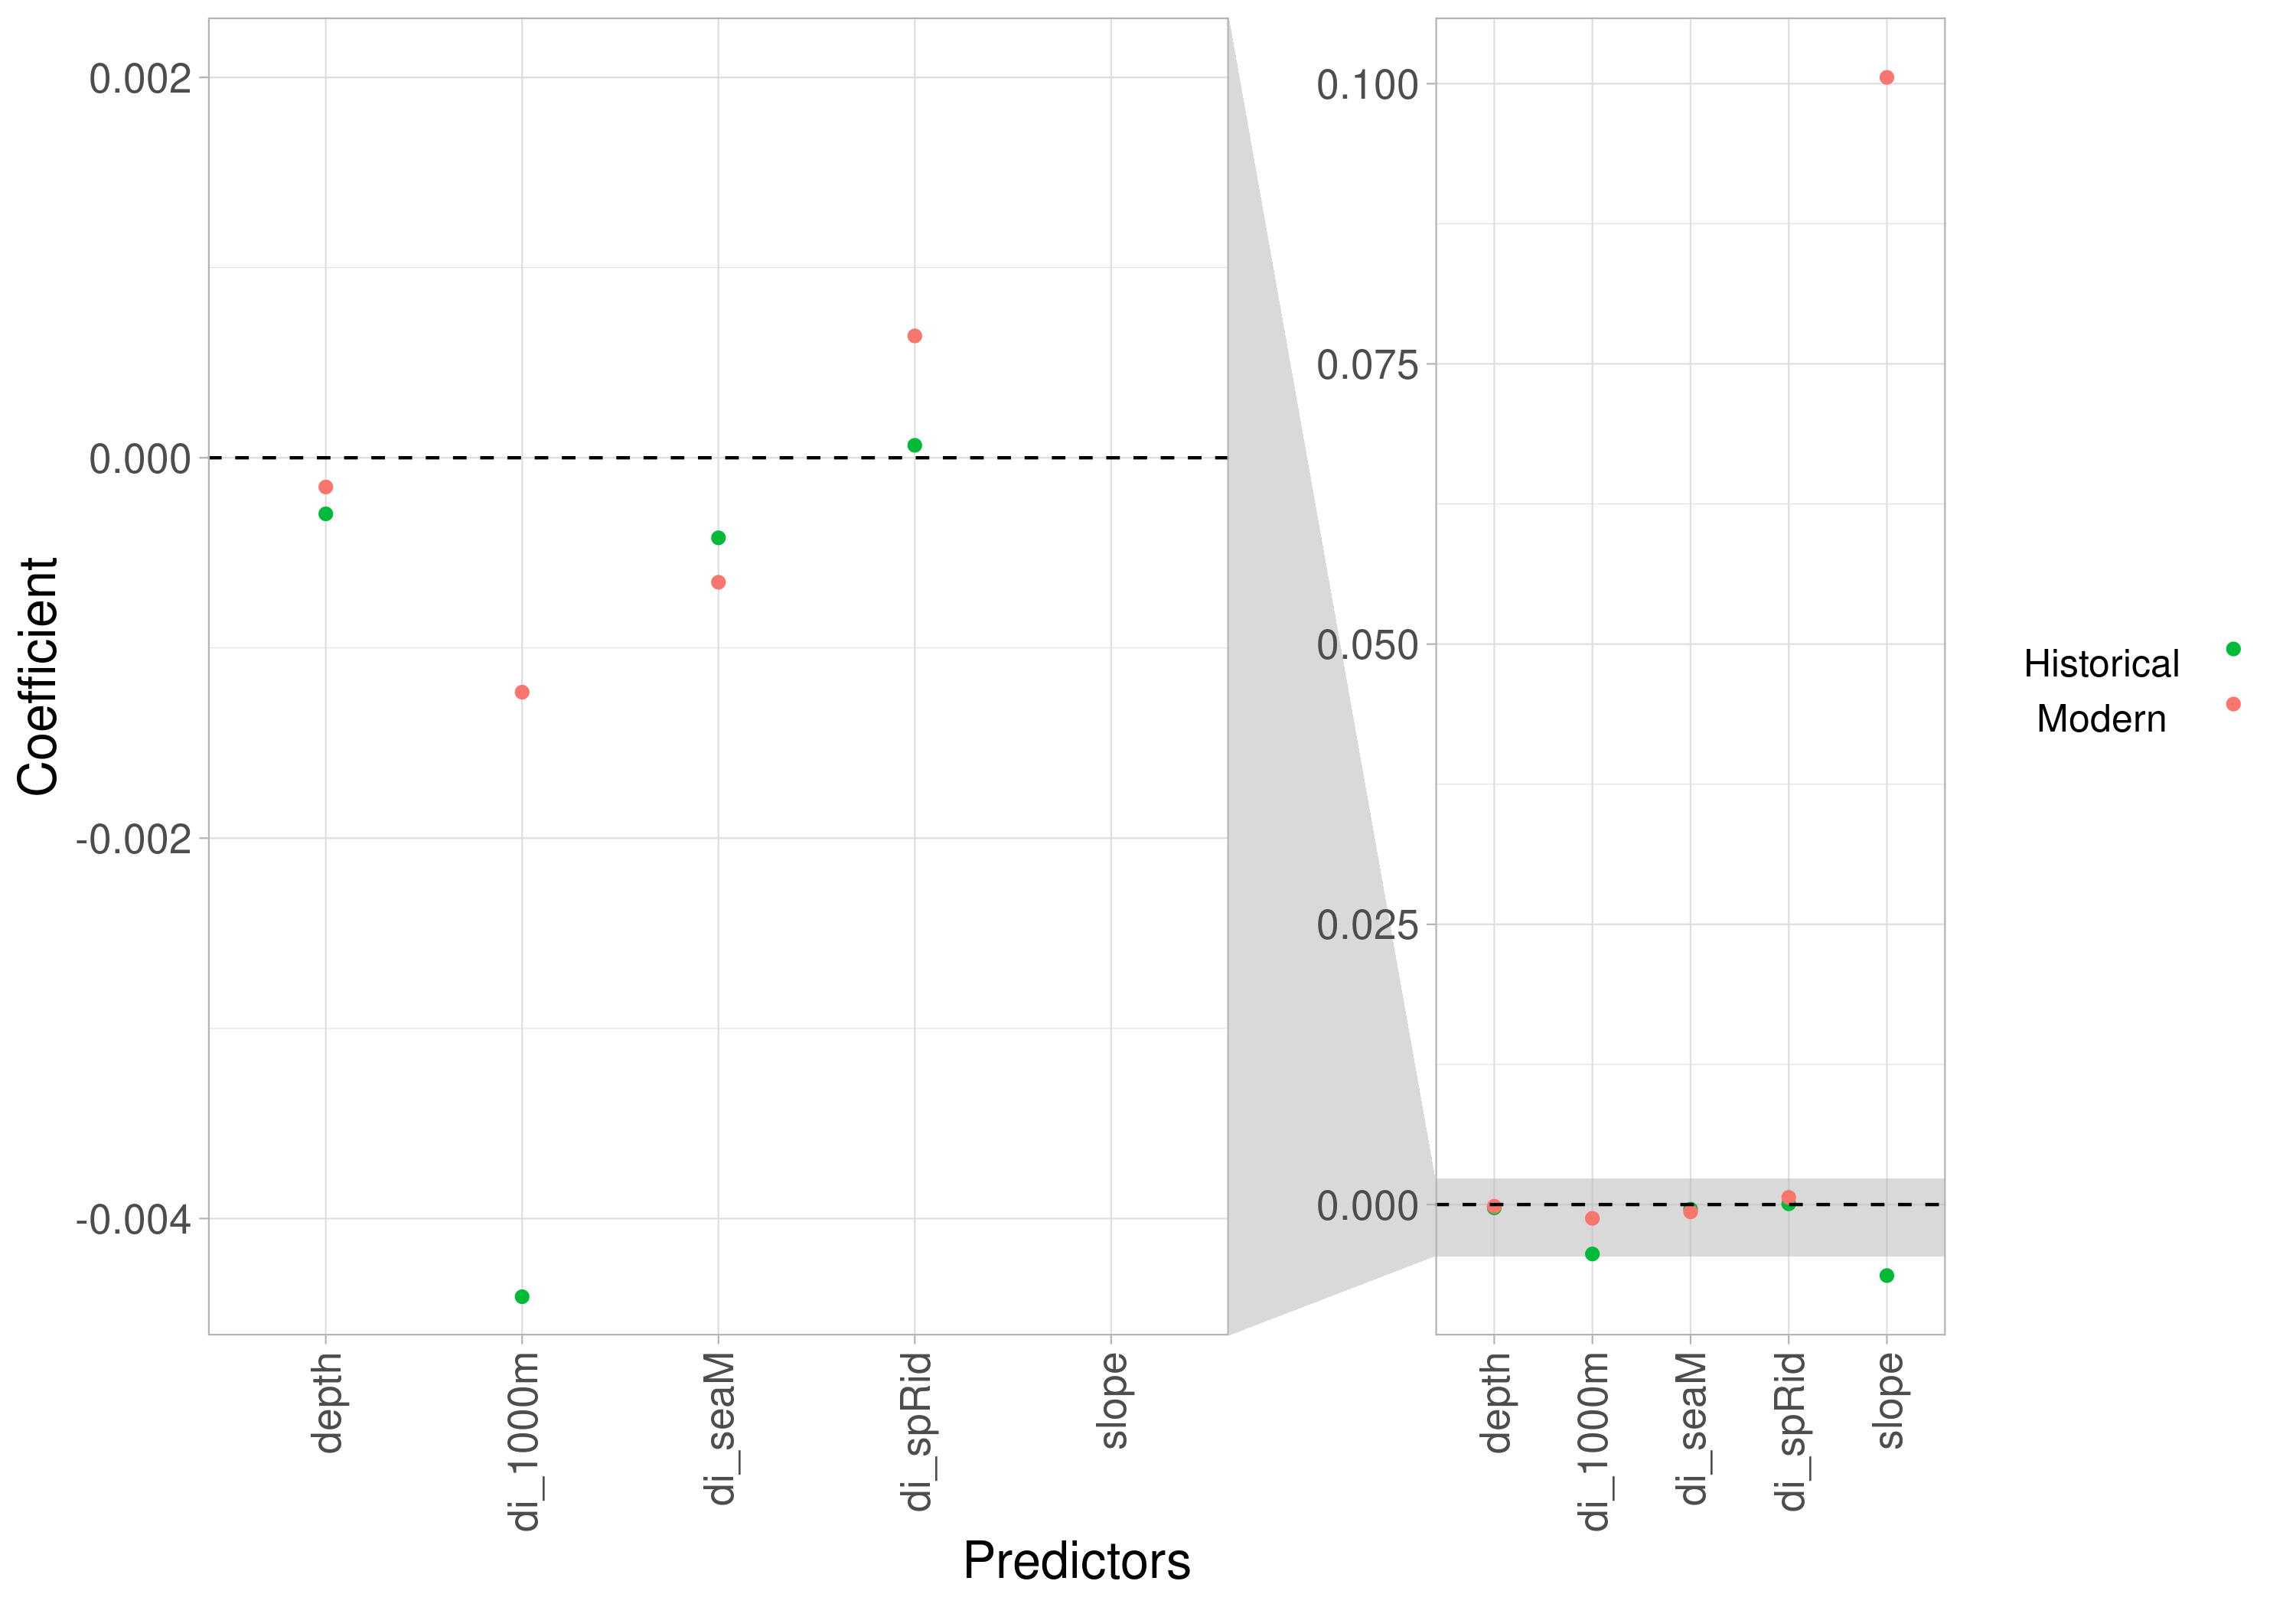 Coefficient
0.002
0.000
-0.002
-0.004
depth
di_1000m
di_seaM
di_spRid
slope
0.100
0.075
0.050
0.025
0.000
depth
di_1000m
di_seaM
di_spRid
slope
Predictors
Historical
Modern